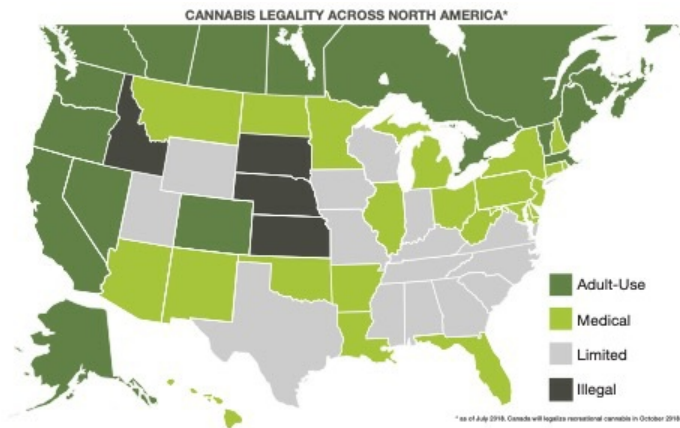 CANNABIS LEGALITY ACROSS NORTH AMERICA*
Adult-Use
Medical
Limited
Illegal
* as of July 2018. Canada will legalize recreational cannabis in October 2018